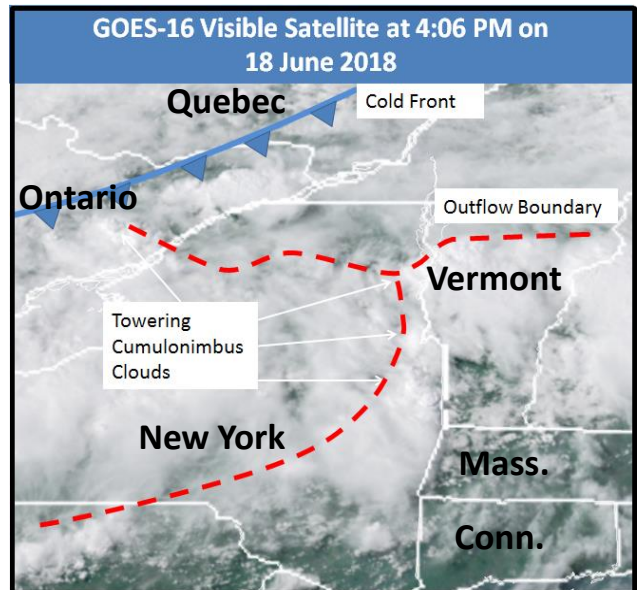 GOES-16 Visible Satellite at 4:06 PM on
18 June 2018
Quebec
Cold Front
Ontario
Outflow Boundary
Vermont
Towering
Cumulonimbus
Clouds
New York
Mass.
Conn.